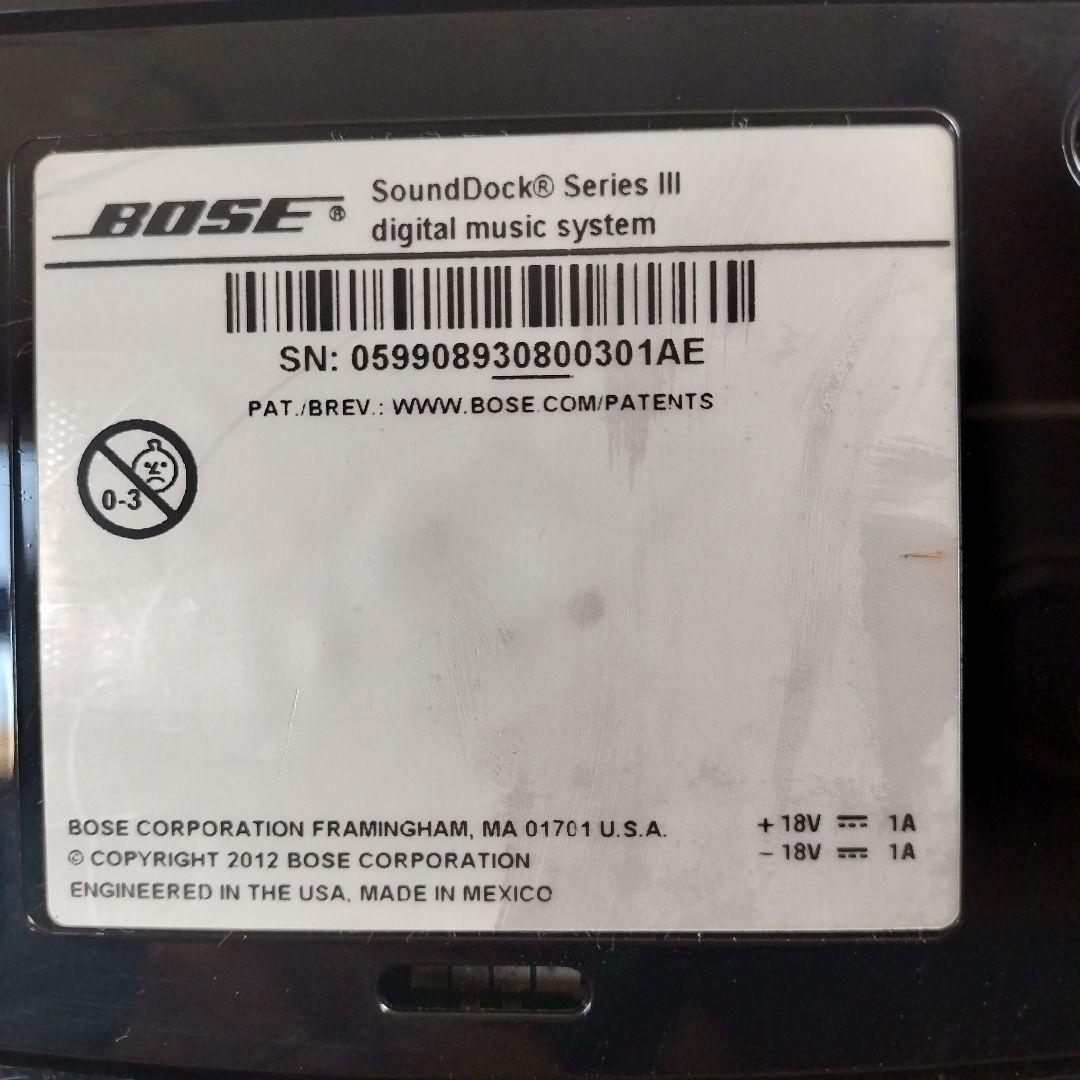 BOSE® SoundDock® Series III
digital music system
SN: 059908930800301AE
PAT./BREV.: WWW.BOSE.COM/PATENTS
0-3
BOSE CORPORATION FRAMINGHAM, MA 01701 U.S.A.
© COPYRIGHT 2012 BOSE CORPORATION
ENGINEERED IN THE USA, MADE IN MEXICO
+ 18V ⎓ 1A
− 18V ⎓ 1A